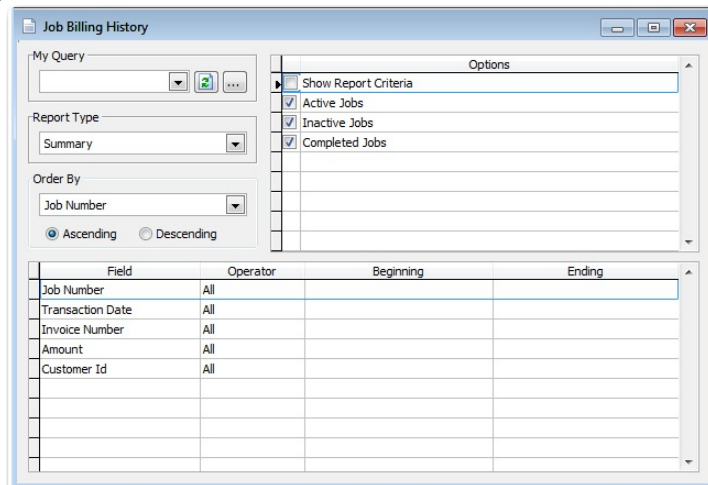 Job Billing History
My Query
...
Report Type
Summary
Order By
Job Number
Ascending Descending
Options
Show Report Criteria
Active Jobs
Inactive Jobs
Completed Jobs
Field Operator Beginning Ending
Job Number All
Transaction Date All
Invoice Number All
Amount All
Customer Id All